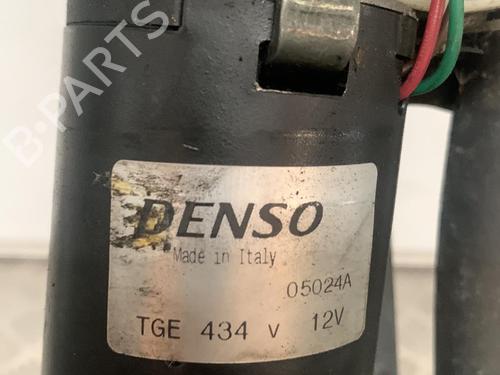 B-PARTS
DENSO
Made in Italy
05024A
TGE 434 v 12V